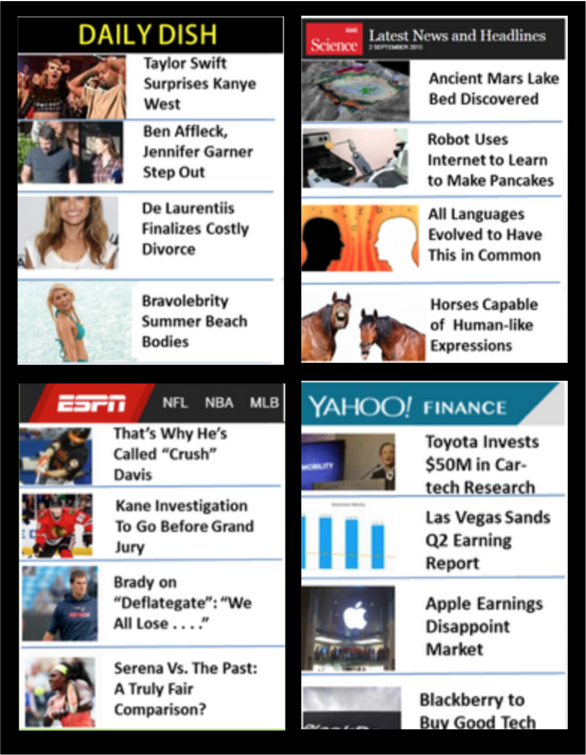 DAILY DISH
Taylor Swift
Surprises Kanye
West
Ben Affleck,
Jennifer Garner
Step Out
De Laurentiis
Finalizes Costly
Divorce
Bravolebrity
Summer Beach
Bodies
AAAS
Science
Latest News and Headlines
2 SEPTEMBER 2015
Ancient Mars Lake
Bed Discovered
Robot Uses
Internet to Learn
to Make Pancakes
All Languages
Evolved to Have
This in Common
Horses Capable
of Human-like
Expressions
ESPN NFL NBA MLB
That's Why He's
Called "Crush"
Davis
Kane Investigation
To Go Before Grand
Jury
Brady on
"Deflategate": "We
All Lose . . . ."
Serena Vs. The Past:
A Truly Fair
Comparison?
YAHOO! FINANCE
MOBILITY
Toyota Invests
$50M in Car-
tech Research
Las Vegas Sands
Q2 Earning
Report
Apple Earnings
Disappoint
Market
Blackberry to
Buy Good Tech